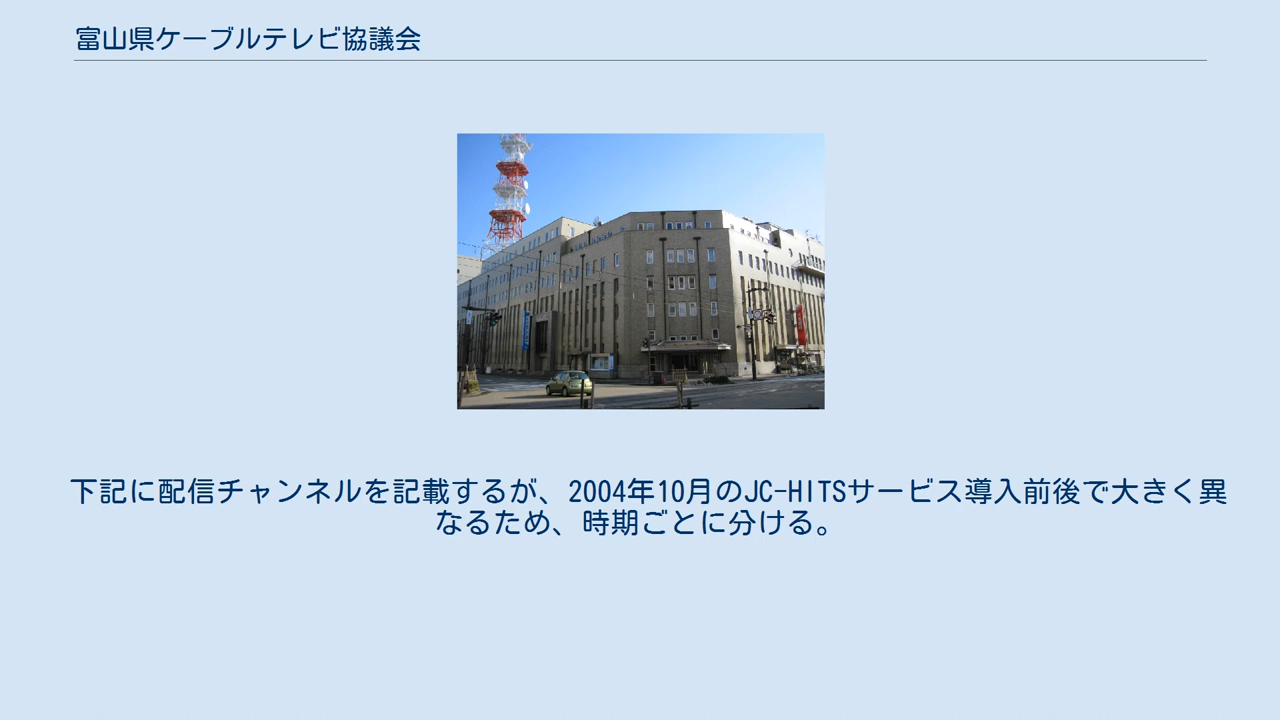 富山県ケーブルテレビ協議会
下記に配信チャンネルを記載するが、2004年10月のJC-HITSサービス導入前後で大きく異
なるため、時期ごとに分ける。